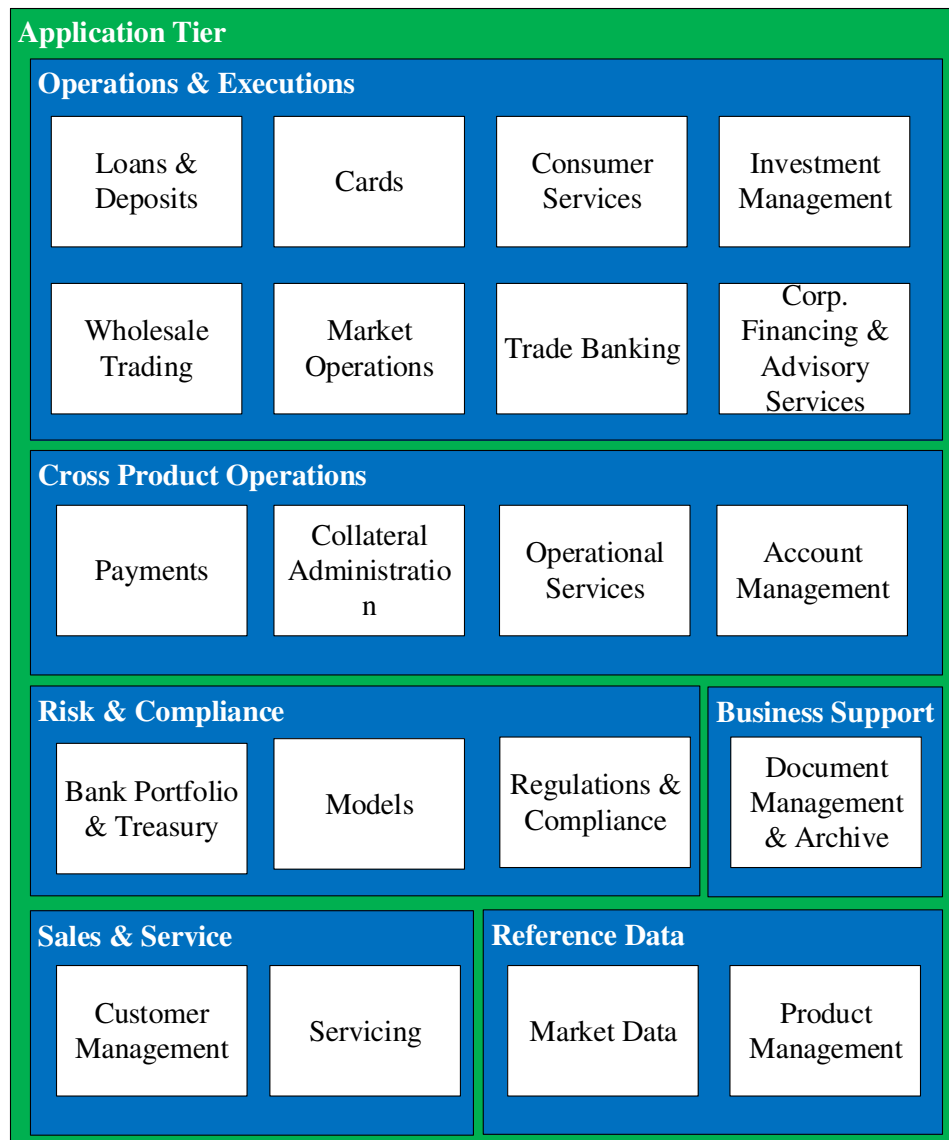 Application Tier
Operations & Executions
Loans &
Deposits
Cards
Consumer
Services
Investment
Management
Wholesale
Trading
Market
Operations
Trade Banking
Corp.
Financing &
Advisory
Services
Cross Product Operations
Payments
Collateral
Administratio
n
Operational
Services
Account
Management
Risk & Compliance
Bank Portfolio
& Treasury
Models
Regulations &
Compliance
Business Support
Document
Management
& Archive
Sales & Service
Customer
Management
Servicing
Reference Data
Market Data
Product
Management